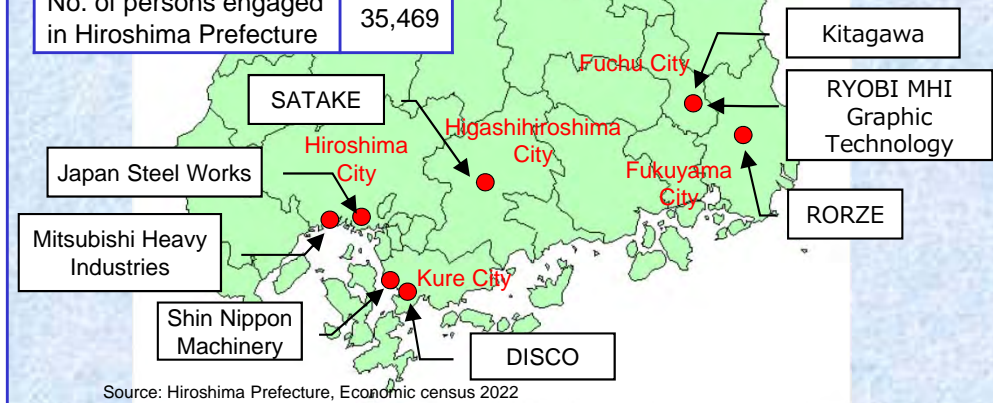 No. of persons engaged
in Hiroshima Prefecture
35,469
Kitagawa
Fuchu City
RYOBI MHI
Graphic
Technology
SATAKE
Higashihiroshima
City
Hiroshima
City
Fukuyama
City
Japan Steel Works
RORZE
Mitsubishi Heavy
Industries
Kure City
Shin Nippon
Machinery
DISCO
Source: Hiroshima Prefecture, Economic census 2022